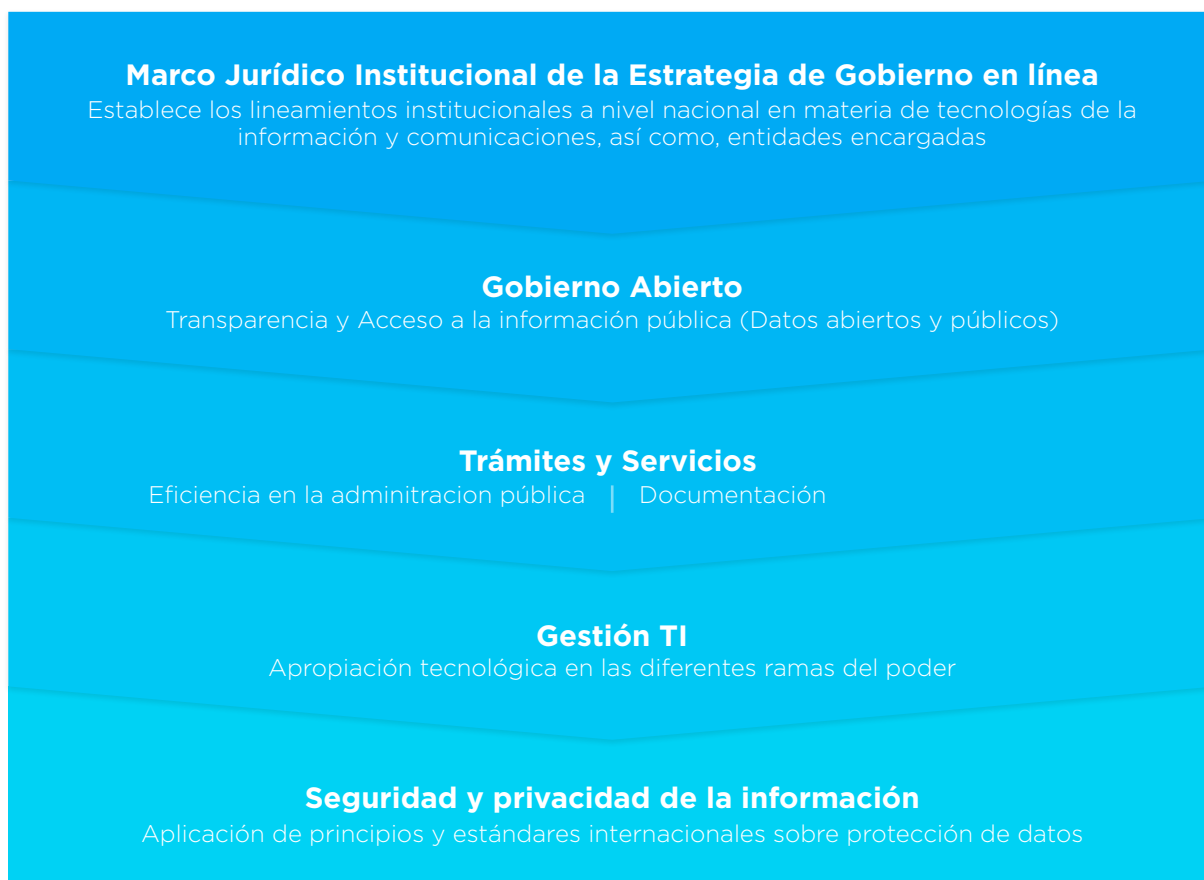 Marco Jurídico Institucional de la Estrategia de Gobierno en línea
Establece los lineamientos institucionales a nivel nacional en materia de tecnologías de la
información y comunicaciones, así como, entidades encargadas
Gobierno Abierto
Transparencia y Acceso a la información pública (Datos abiertos y públicos)
Trámites y Servicios
Eficiencia en la adminitracion pública | Documentación
Gestión TI
Apropiación tecnológica en las diferentes ramas del poder
Seguridad y privacidad de la información
Aplicación de principios y estándares internacionales sobre protección de datos